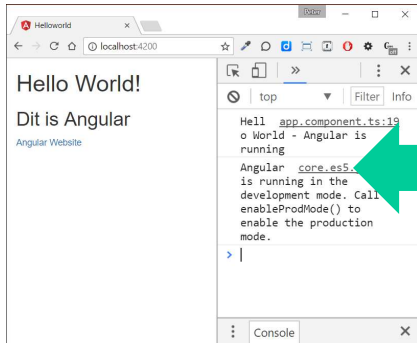 Helloworld
Peter
localhost:4200
Hello World!
Dit is Angular
Angular Website
top
Filter
Info
Hell app.component.ts:19
o World - Angular is
running
Angular core.es5.
is running in the
development mode. Call
enableProdMode() to
enable the production
mode.
Console